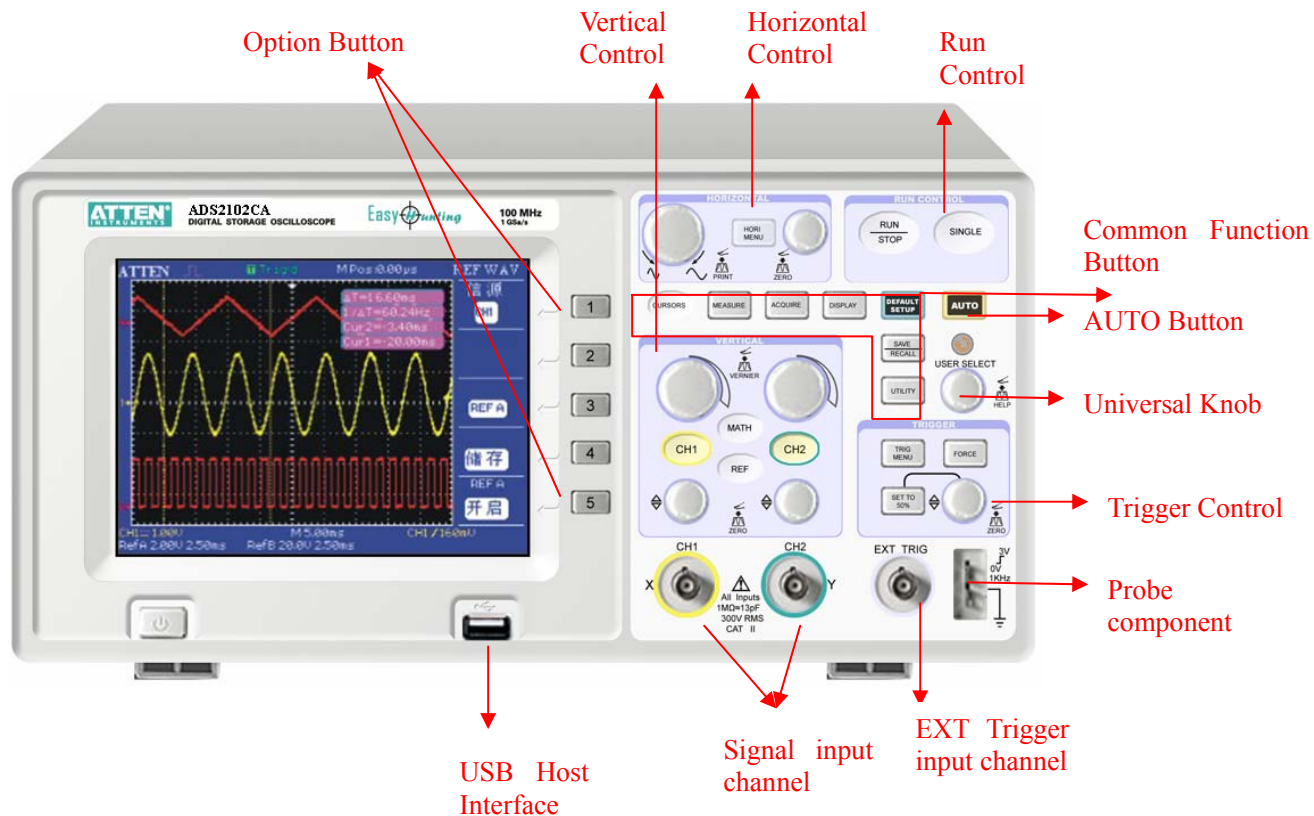 Vertical
Control
Horizontal
Control
Run
Control
Option Button
ATTEN
INSTRUMENTS
ADS2102CA
DIGITAL STORAGE OSCILLOSCOPE
Easy Hunting
100 MHz
1 GSa/s
HORIZONTAL
HORI
MENU
PRINT
ZERO
RUN CONTROL
RUN
STOP
SINGLE
Common Function
Button
AUTO Button
Universal Knob
Trigger Control
Probe
component
ATTEN
T Trig'd
M Pos:0.00μs
REF WAV
信源
CH1
ΔT=16.60ms
1/ΔT=60.24Hz
Cur2=-3.40ms
Cur1=-20.00ms
REF A
储存
REF A
开启
CH1 1.00V
M 5.00ms
CH1 / 160mV
RefA 2.00V 2.50ms
RefB 20.0V 2.50ms
1
2
3
4
5
CURSORS
MEASURE
ACQUIRE
DISPLAY
DEFAULT
SETUP
AUTO
SAVE
RECALL
UTILITY
USER SELECT
HELP
VERTICAL
VERNIER
MATH
CH1
CH2
REF
ZERO
TRIGGER
TRIG
MENU
FORCE
SET TO
50%
ZERO
CH1
CH2
X
Y
All Inputs
1MΩ=13pF
300V RMS
CAT II
EXT TRIG
3V
0V
1KHz
USB Host
Interface
Signal input
channel
EXT Trigger
input channel